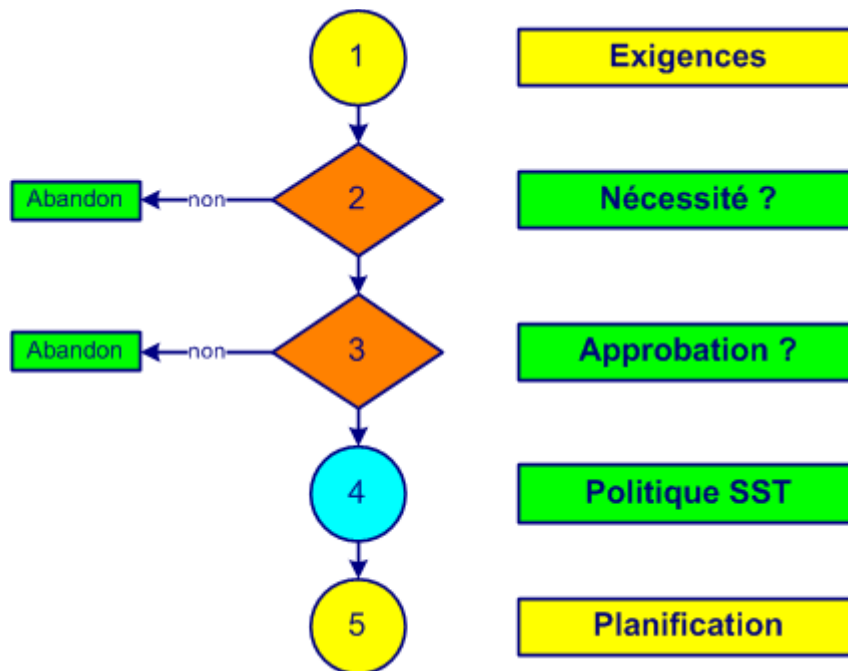 1
Exigences
Abandon
non
2
Nécessité ?
Abandon
non
3
Approbation ?
4
Politique SST
5
Planification